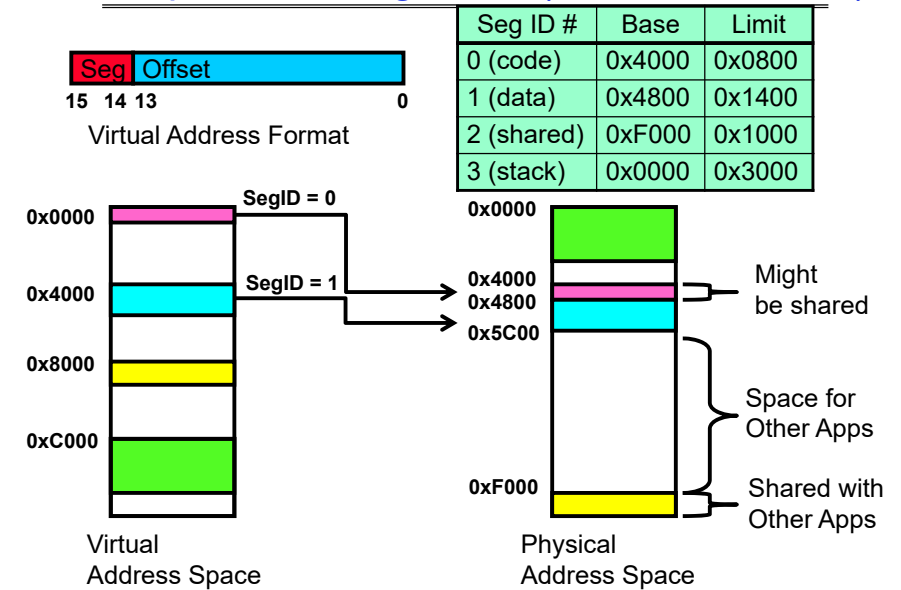 Seg ID # Base Limit
0 (code) 0x4000 0x0800
1 (data) 0x4800 0x1400
2 (shared) 0xF000 0x1000
3 (stack) 0x0000 0x3000
Seg Offset
15 14 13 0
Virtual Address Format
SegID = 0
0x0000
0x4000
SegID = 1
0x8000
0xC000
Virtual
Address Space
0x0000
0x4000
0x4800
0x5C00
0xF000
Might
be shared
Space for
Other Apps
Shared with
Other Apps
Physical
Address Space